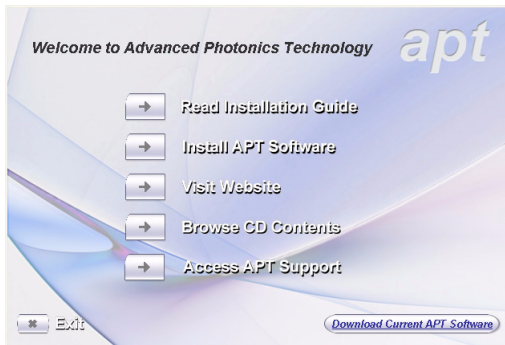 apt
Welcome to Advanced Photonics Technology
Read Installation Guide
Install APT Software
Visit Website
Browse CD Contents
Access APT Support
Exit
Download Current APT Software